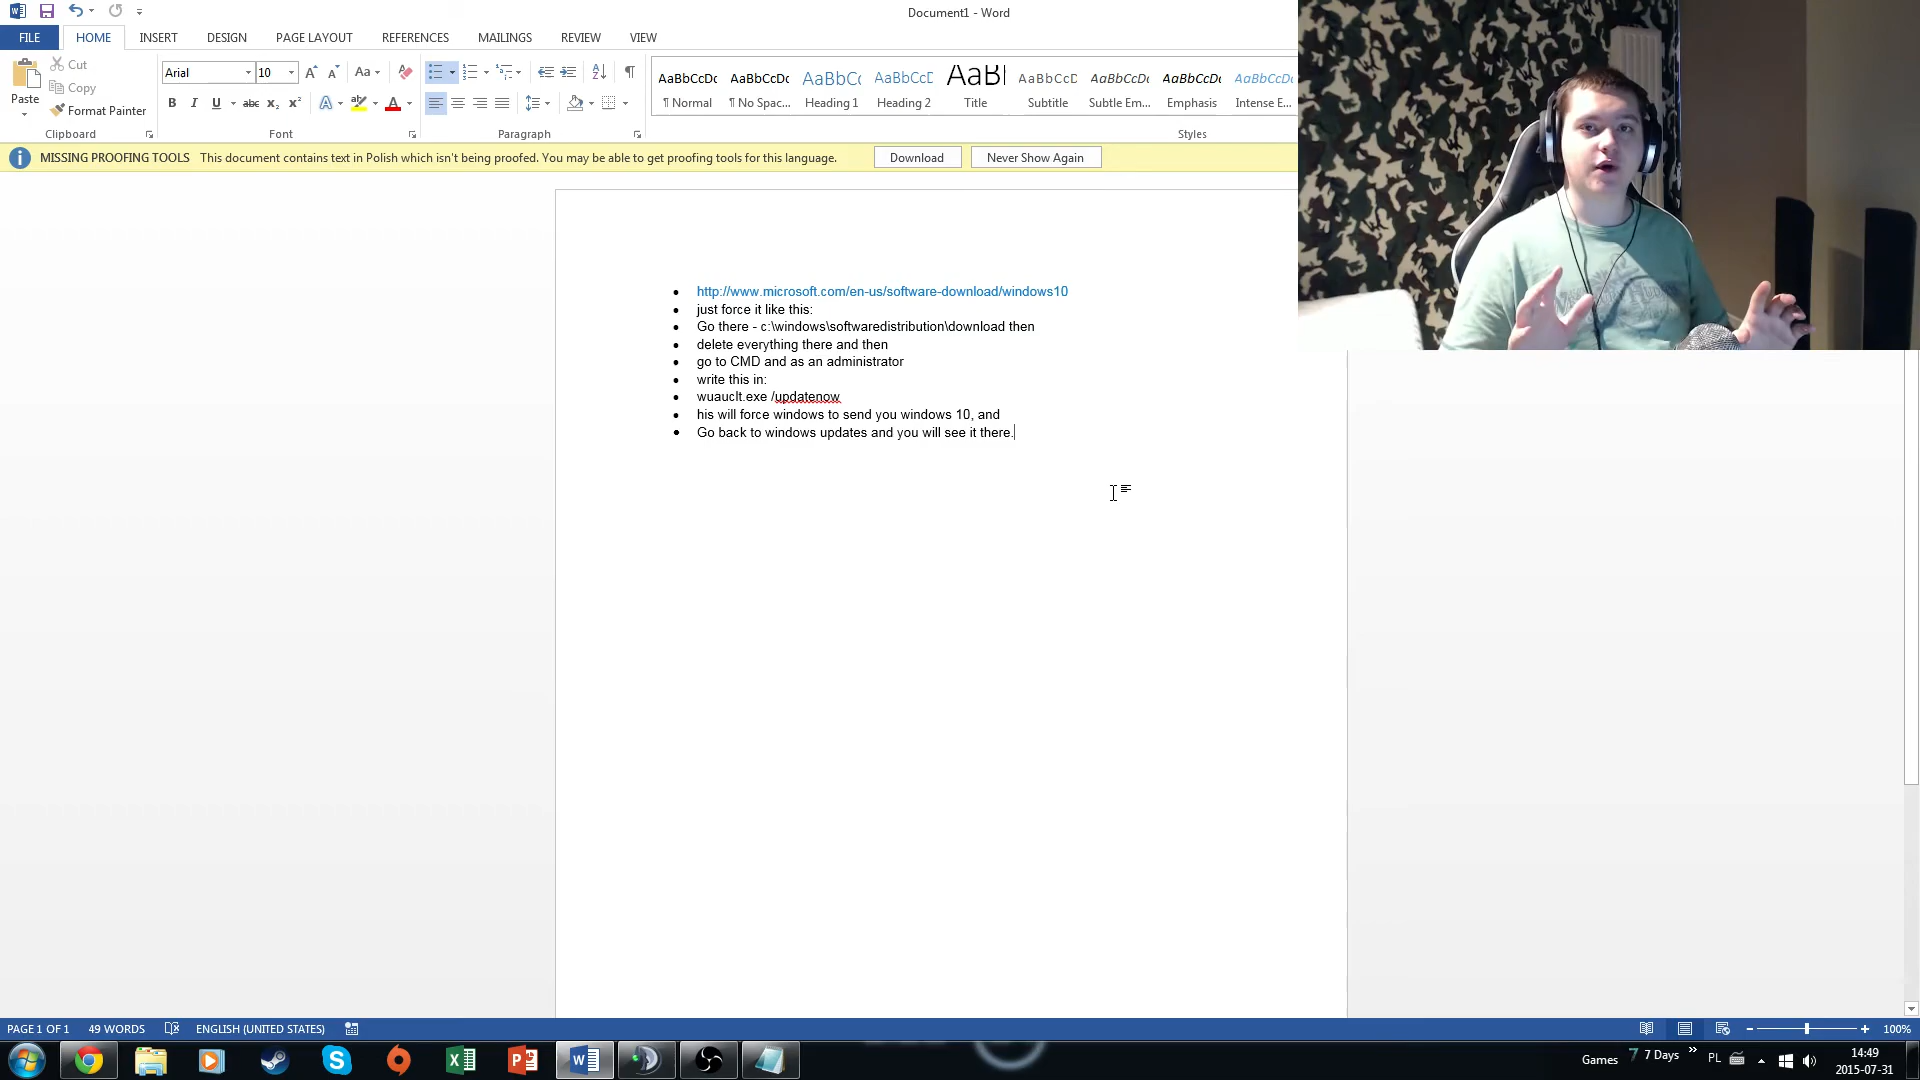 Document1 - Word
FILE HOME INSERT DESIGN PAGE LAYOUT REFERENCES MAILINGS REVIEW VIEW
Cut
Copy
Format Painter
Paste
Clipboard
Arial 10
Font
Paragraph
AaBbCcDc AaBbCcDc AaBbCc AaBbCcD AaB AaBbCcD AaBbCcDc AaBbCcDc AaBbCcDc
¶ Normal ¶ No Spac... Heading 1 Heading 2 Title Subtitle Subtle Em... Emphasis Intense E...
Styles
MISSING PROOFING TOOLS This document contains text in Polish which isn't being proofed. You may be able to get proofing tools for this language. Download Never Show Again
• http://www.microsoft.com/en-us/software-download/windows10
• just force it like this:
• Go there - c:\windows\softwaredistribution\download then
• delete everything there and then
• go to CMD and as an administrator
• write this in:
• wuauclt.exe /updatenow
• his will force windows to send you windows 10, and
• Go back to windows updates and you will see it there.
PAGE 1 OF 1 49 WORDS ENGLISH (UNITED STATES) 100%
Games 7 7 Days » PL 14:49
2015-07-31